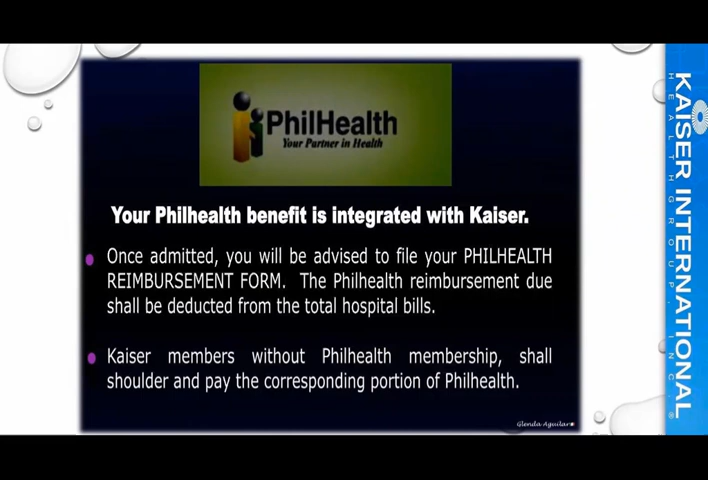 PhilHealth
Your Partner in Health
Your Philhealth benefit is integrated with Kaiser.
Once admitted, you will be advised to file your PHILHEALTH
REIMBURSEMENT FORM. The Philhealth reimbursement due
shall be deducted from the total hospital bills.
Kaiser members without Philhealth membership, shall
shoulder and pay the corresponding portion of Philhealth.
Glenda Aguilar
KAISER INTERNATIONAL
HEALTH GROUP, INC.®